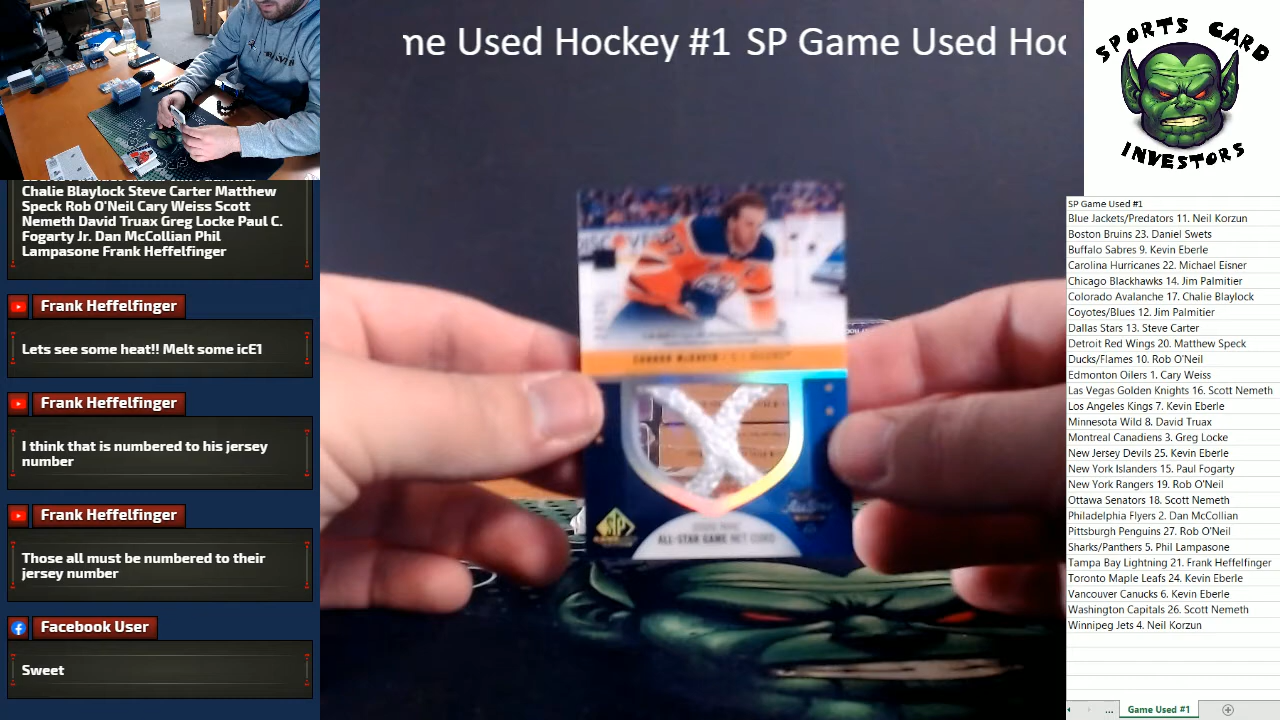 ne Used Hockey #1 SP Game Used Hoc
SPORTS CARD
INVESTORS
Chalie Blaylock Steve Carter Matthew
Speck Rob O'Neil Cary Weiss Scott
Nemeth David Truax Greg Locke Paul C.
Fogarty Jr. Dan McCollian Phil
Lampasone Frank Heffelfinger
Frank Heffelfinger
Lets see some heat!! Melt some icE1
Frank Heffelfinger
I think that is numbered to his jersey
number
Frank Heffelfinger
Those all must be numbered to their
jersey number
Facebook User
Sweet
97
CONNOR McDAVID
SP
ALL-STAR GAME NET CORD
SP Game Used #1
Blue Jackets/Predators 11. Neil Korzun
Boston Bruins 23. Daniel Swets
Buffalo Sabres 9. Kevin Eberle
Carolina Hurricanes 22. Michael Eisner
Chicago Blackhawks 14. Jim Palmitier
Colorado Avalanche 17. Chalie Blaylock
Coyotes/Blues 12. Jim Palmitier
Dallas Stars 13. Steve Carter
Detroit Red Wings 20. Matthew Speck
Ducks/Flames 10. Rob O'Neil
Edmonton Oilers 1. Cary Weiss
Las Vegas Golden Knights 16. Scott Nemeth
Los Angeles Kings 7. Kevin Eberle
Minnesota Wild 8. David Truax
Montreal Canadiens 3. Greg Locke
New Jersey Devils 25. Kevin Eberle
New York Islanders 15. Paul Fogarty
New York Rangers 19. Rob O'Neil
Ottawa Senators 18. Scott Nemeth
Philadelphia Flyers 2. Dan McCollian
Pittsburgh Penguins 27. Rob O'Neil
Sharks/Panthers 5. Phil Lampasone
Tampa Bay Lightning 21. Frank Heffelfinger
Toronto Maple Leafs 24. Kevin Eberle
Vancouver Canucks 6. Kevin Eberle
Washington Capitals 26. Scott Nemeth
Winnipeg Jets 4. Neil Korzun
... Game Used #1